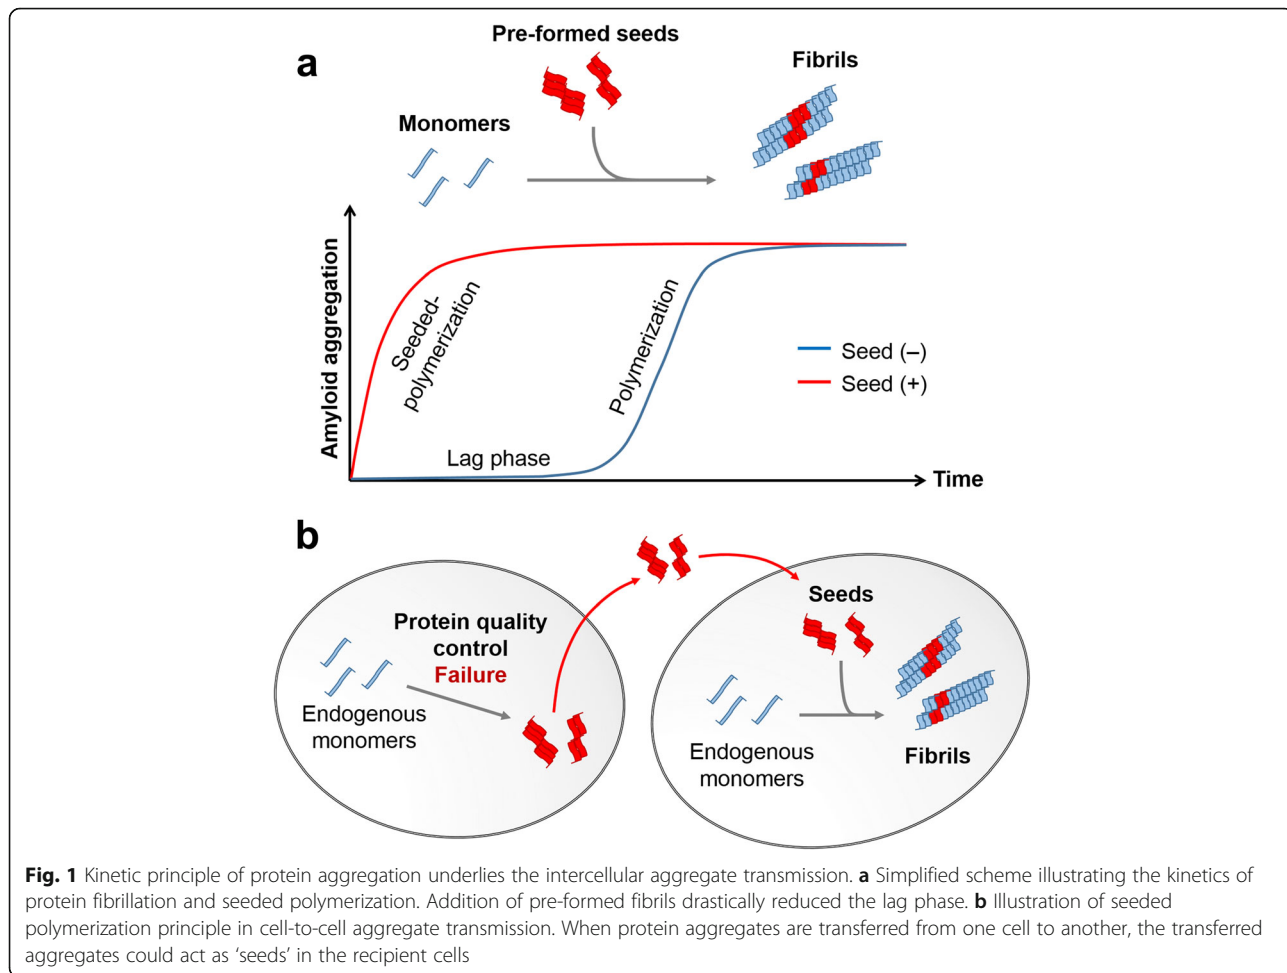 a
Pre-formed seeds
Fibrils
Monomers
Amyloid aggregation
Seeded-
polymerization
Polymerization
Seed (–)
Seed (+)
Lag phase
Time
b
Seeds
Protein quality
control
Failure
Endogenous
monomers
Endogenous
monomers
Fibrils
Fig. 1 Kinetic principle of protein aggregation underlies the intercellular aggregate transmission. a Simplified scheme illustrating the kinetics of
protein fibrillation and seeded polymerization. Addition of pre-formed fibrils drastically reduced the lag phase. b Illustration of seeded
polymerization principle in cell-to-cell aggregate transmission. When protein aggregates are transferred from one cell to another, the transferred
aggregates could act as ‘seeds’ in the recipient cells